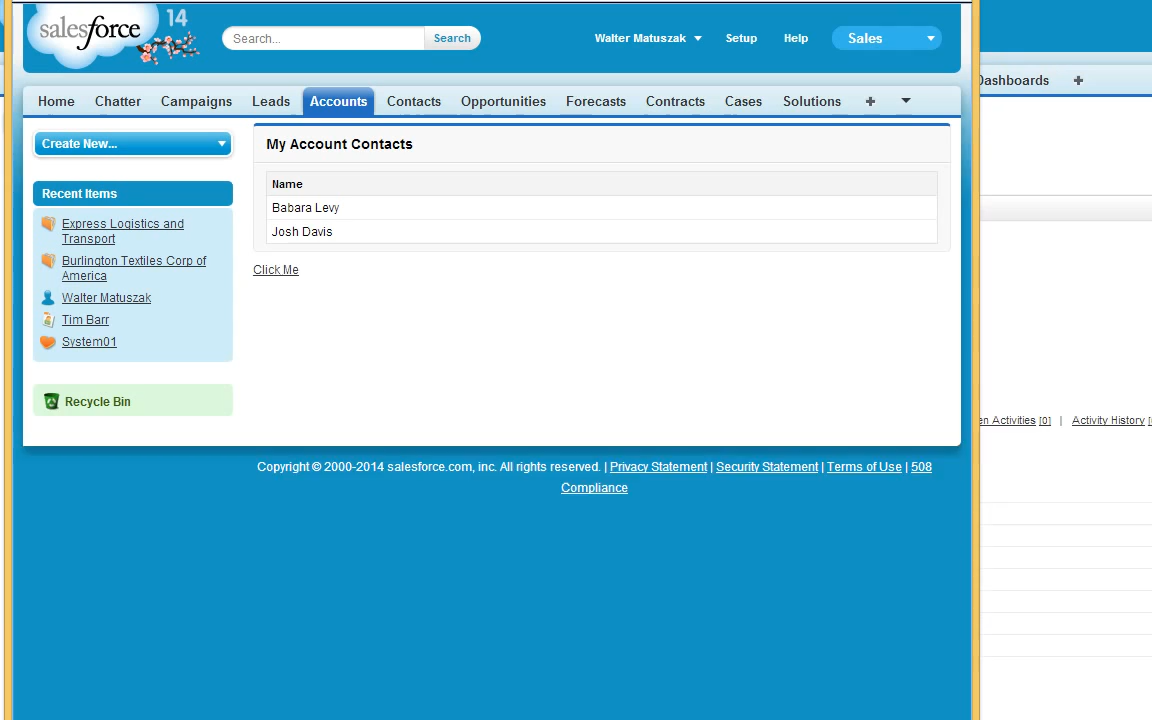 salesforce
14
Search...
Search
Walter Matuszak
Setup
Help
Sales
Home
Chatter
Campaigns
Leads
Accounts
Contacts
Opportunities
Forecasts
Contracts
Cases
Solutions
+
Dashboards
+
Create New...
My Account Contacts
Name
Babara Levy
Josh Davis
Click Me
Recent Items
Express Logistics and
Transport
Burlington Textiles Corp of
America
Walter Matuszak
Tim Barr
System01
Recycle Bin
Activities [0] | Activity History
Copyright © 2000-2014 salesforce.com, inc. All rights reserved. | Privacy Statement | Security Statement | Terms of Use | 508
Compliance